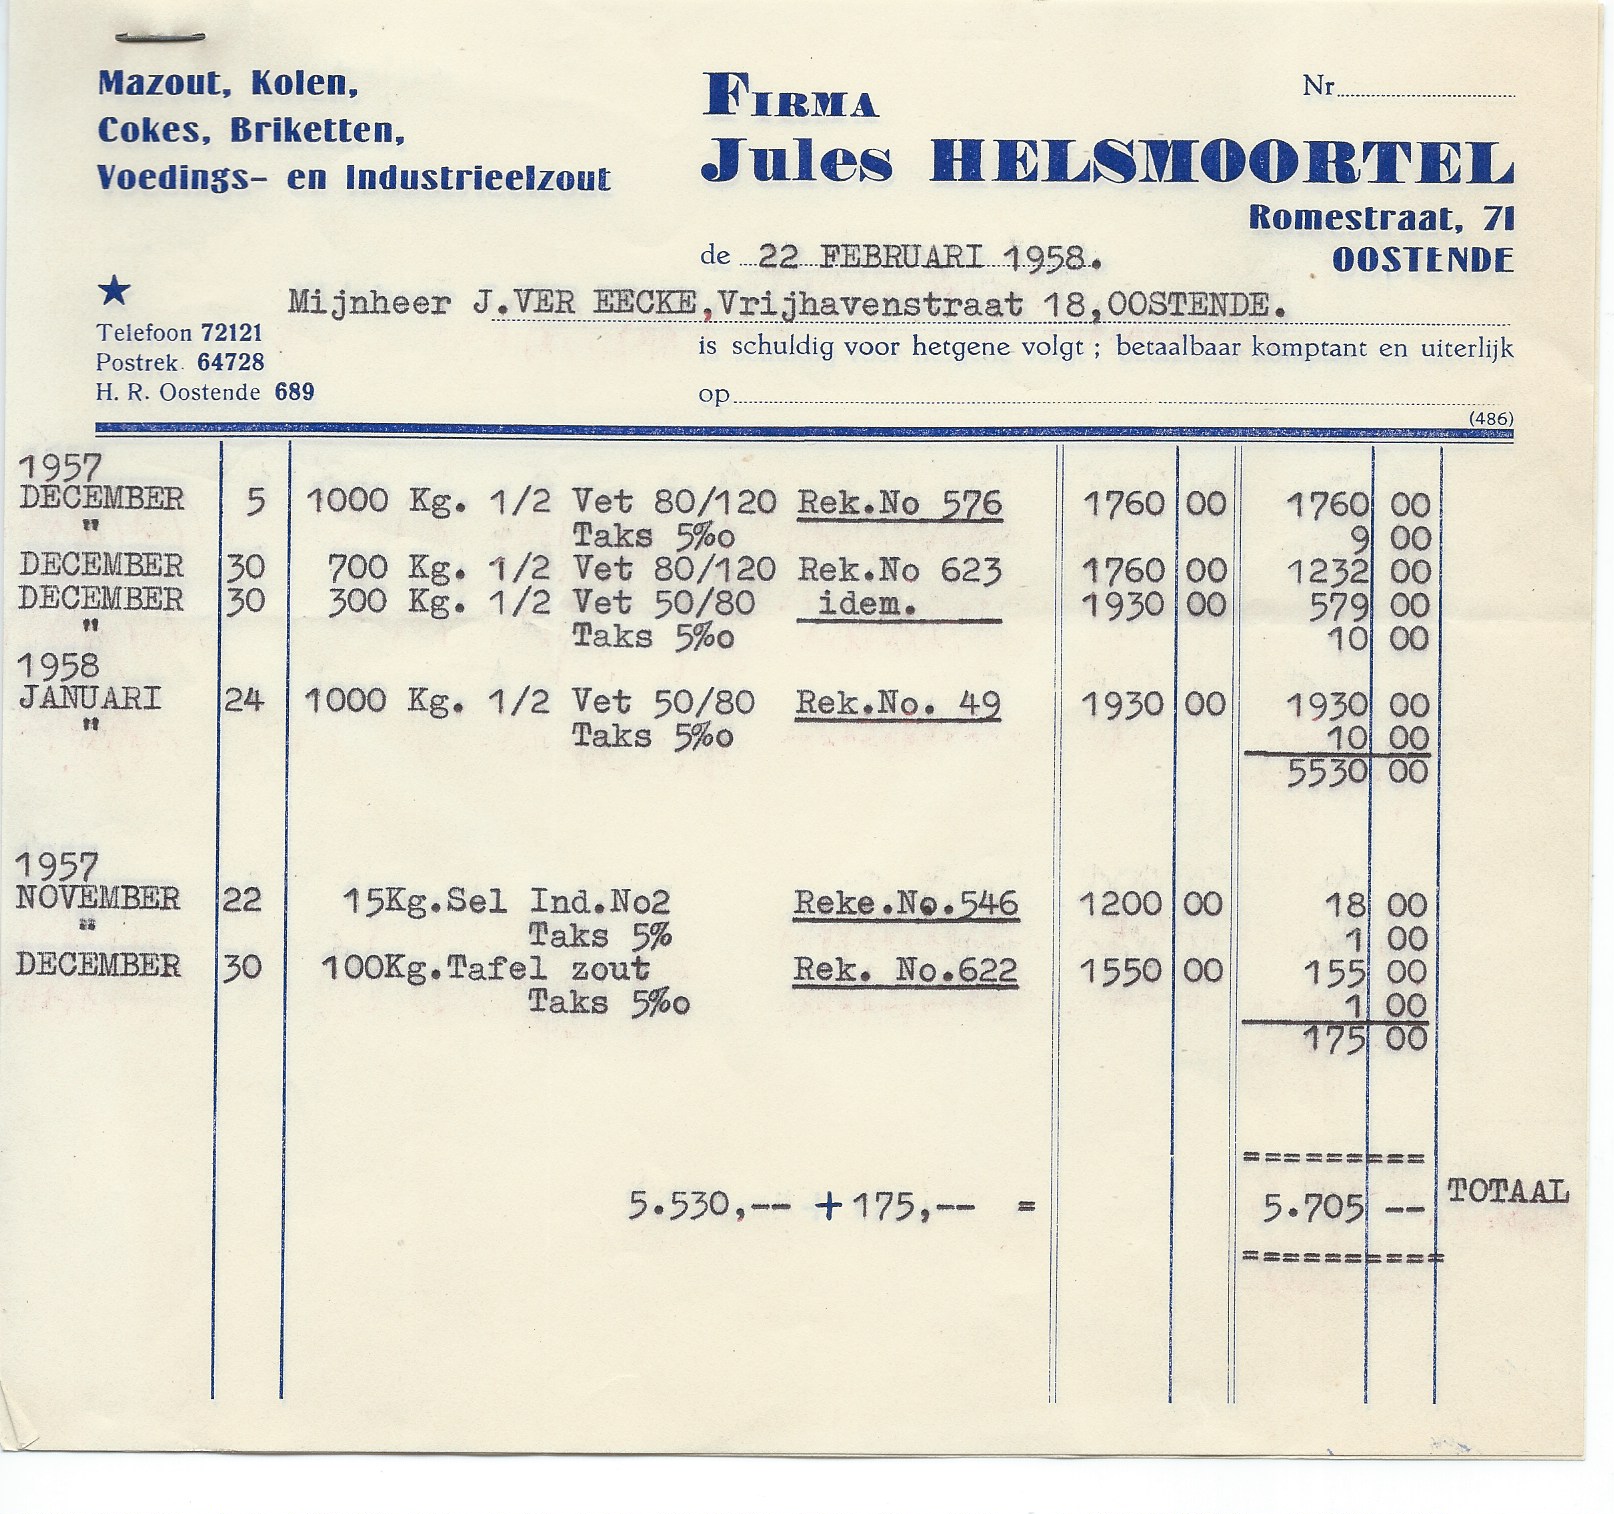 Mazout, Kolen,
Cokes, Briketten,
Voedings- en Industrieelzout
FIRMA
Nr
Jules HELSMOORTEL
Romestraat, 71
OOSTENDE
de 22 FEBRUARI 1958.
Mijnheer J.VER EECKE,Vrijhavenstraat 18,OOSTENDE.
Telefoon 72121
Postrek. 64728
H. R. Oostende 689
is schuldig voor hetgene volgt ; betaalbaar komptant en uiterlijk
op
(486)
1957
DECEMBER 5 1000 Kg. 1/2 Vet 80/120 Rek.No 576 1760 00 1760 00
" Taks 5%o 9 00
DECEMBER 30 700 Kg. 1/2 Vet 80/120 Rek.No 623 1760 00 1232 00
DECEMBER 30 300 Kg. 1/2 Vet 50/80 idem. 1930 00 579 00
" Taks 5%o 10 00
1958
JANUARI 24 1000 Kg. 1/2 Vet 50/80 Rek.No. 49 1930 00 1930 00
" Taks 5%o 10 00
5530 00
1957
NOVEMBER 22 15Kg.Sel Ind.No2 Reke.No.546 1200 00 18 00
" Taks 5% 1 00
DECEMBER 30 100Kg.Tafel zout Rek. No.622 1550 00 155 00
Taks 5%o 1 00
175 00
=========
5.530,-- + 175,-- = 5.705 -- TOTAAL
==========